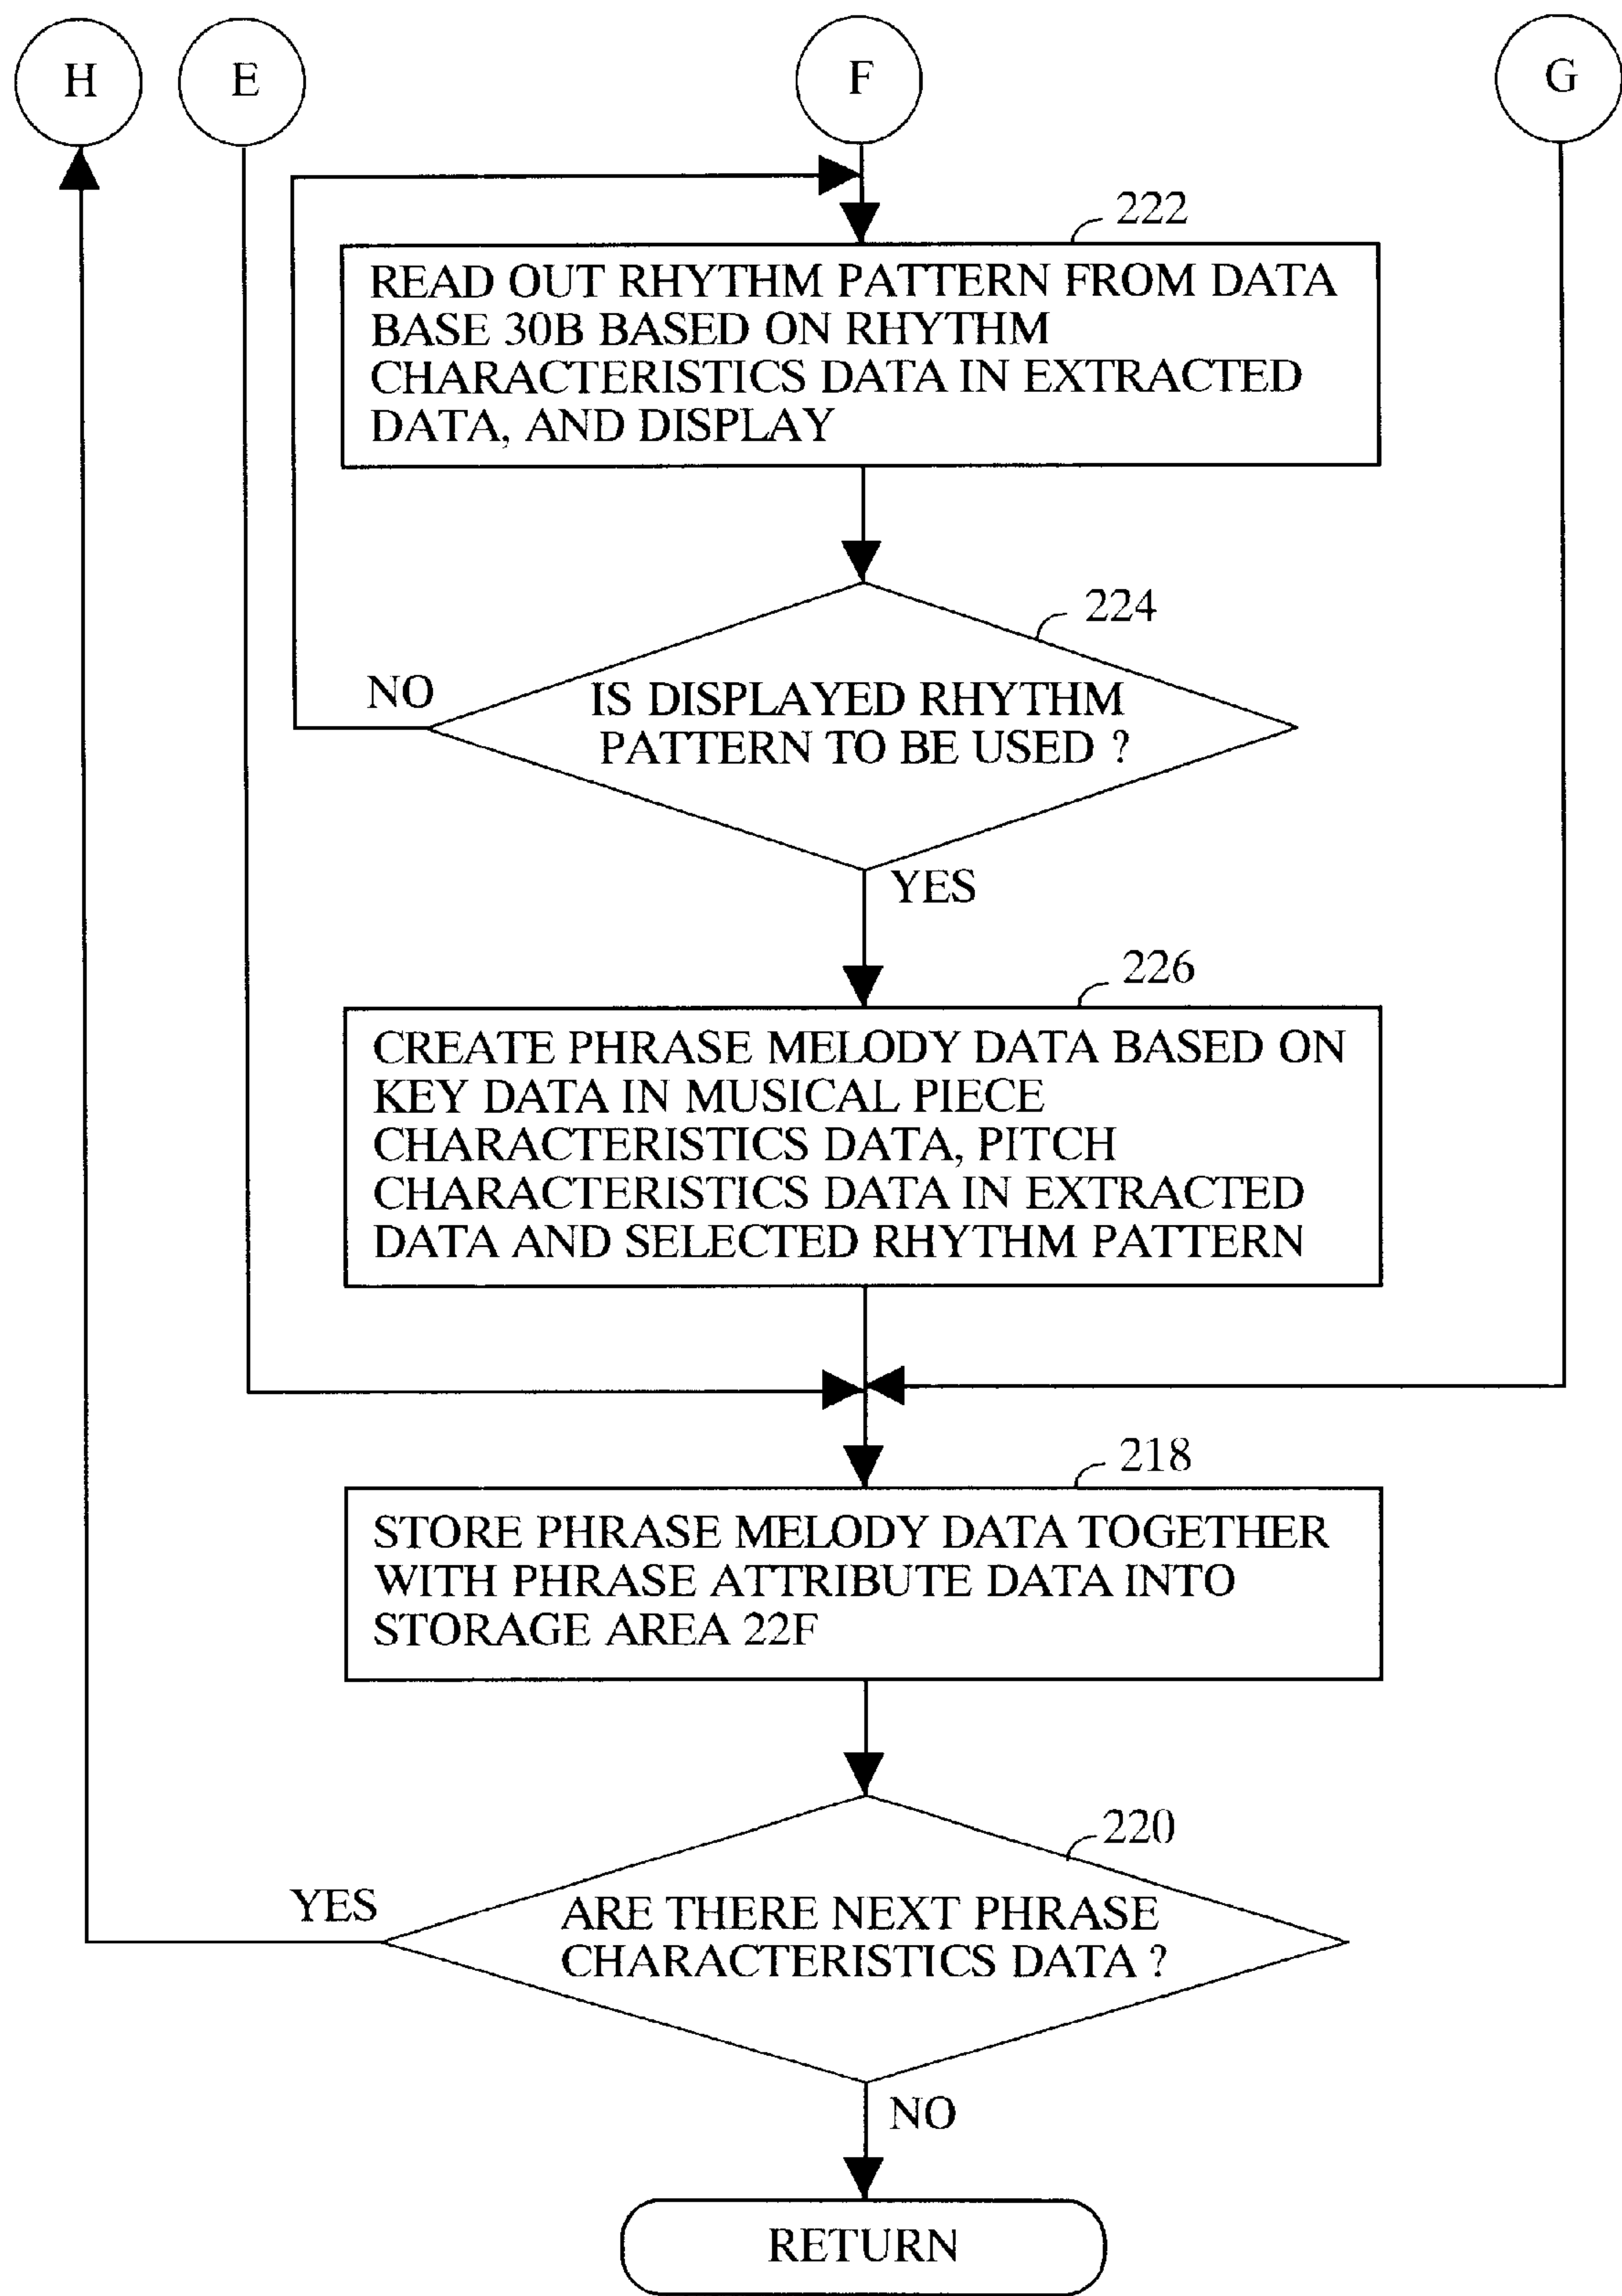 H
E
F
G
222
READ OUT RHYTHM PATTERN FROM DATA
BASE 30B BASED ON RHYTHM
CHARACTERISTICS DATA IN EXTRACTED
DATA, AND DISPLAY
224
NO
IS DISPLAYED RHYTHM
PATTERN TO BE USED ?
YES
226
CREATE PHRASE MELODY DATA BASED ON
KEY DATA IN MUSICAL PIECE
CHARACTERISTICS DATA, PITCH
CHARACTERISTICS DATA IN EXTRACTED
DATA AND SELECTED RHYTHM PATTERN
218
STORE PHRASE MELODY DATA TOGETHER
WITH PHRASE ATTRIBUTE DATA INTO
STORAGE AREA 22F
220
YES
ARE THERE NEXT PHRASE
CHARACTERISTICS DATA ?
NO
RETURN